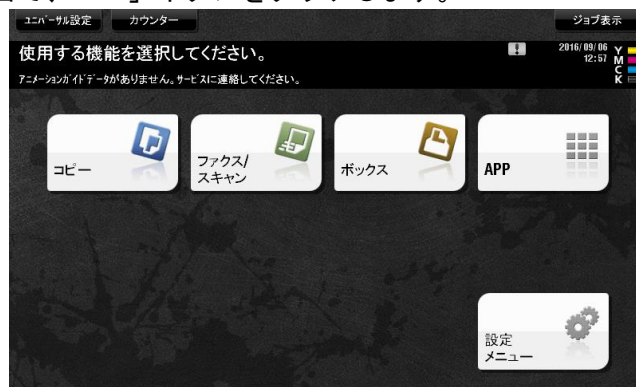 ユニバーサル設定 カウンター ジョブ表示
使用する機能を選択してください。
2016/09/06
12:57
アニメーションガイドデータがありません。サービスに連絡してください。
Y
M
C
K
コピー
ファクス/
スキャン
ボックス
APP
設定
メニュー